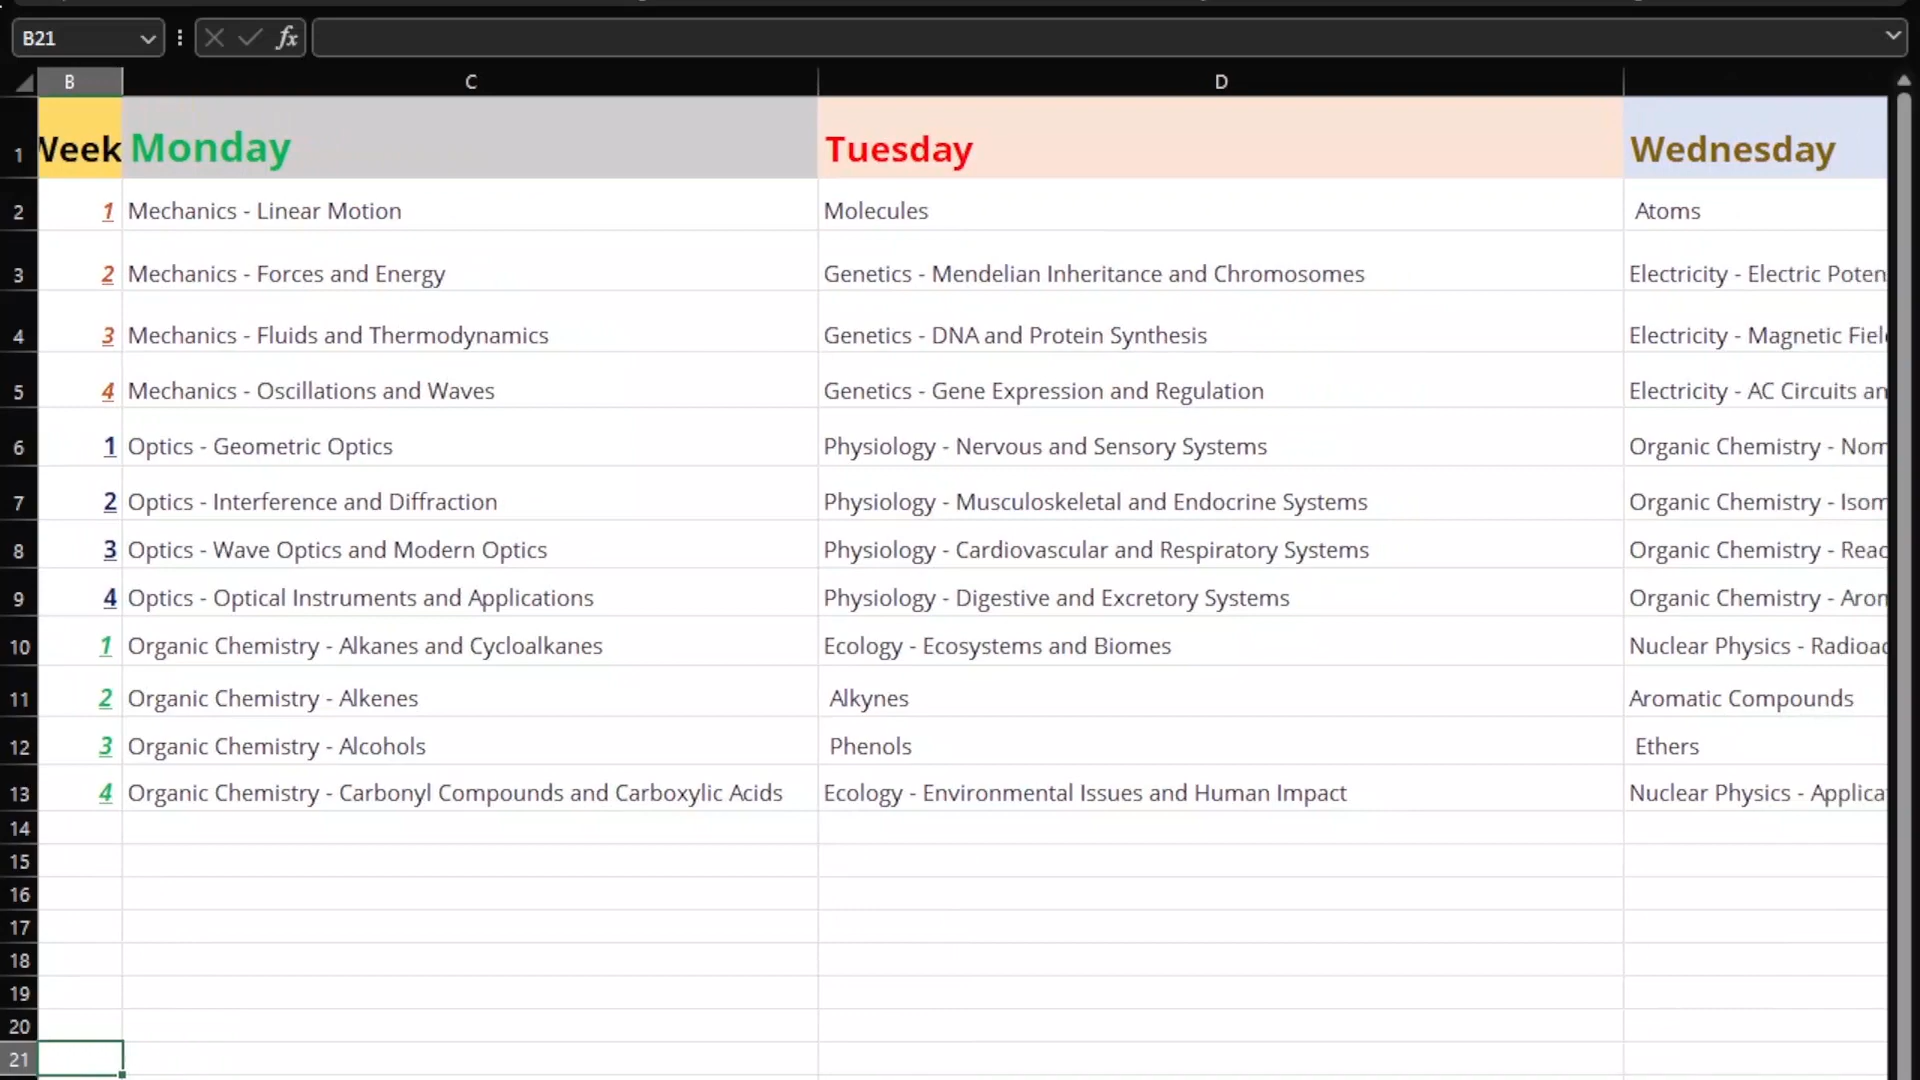 B21 fx
B C D
1 Week Monday Tuesday Wednesday
2 1 Mechanics - Linear Motion Molecules Atoms
3 2 Mechanics - Forces and Energy Genetics - Mendelian Inheritance and Chromosomes Electricity - Electric Poten
4 3 Mechanics - Fluids and Thermodynamics Genetics - DNA and Protein Synthesis Electricity - Magnetic Fiel
5 4 Mechanics - Oscillations and Waves Genetics - Gene Expression and Regulation Electricity - AC Circuits an
6 1 Optics - Geometric Optics Physiology - Nervous and Sensory Systems Organic Chemistry - Nom
7 2 Optics - Interference and Diffraction Physiology - Musculoskeletal and Endocrine Systems Organic Chemistry - Isom
8 3 Optics - Wave Optics and Modern Optics Physiology - Cardiovascular and Respiratory Systems Organic Chemistry - Reac
9 4 Optics - Optical Instruments and Applications Physiology - Digestive and Excretory Systems Organic Chemistry - Arom
10 1 Organic Chemistry - Alkanes and Cycloalkanes Ecology - Ecosystems and Biomes Nuclear Physics - Radioac
11 2 Organic Chemistry - Alkenes Alkynes Aromatic Compounds
12 3 Organic Chemistry - Alcohols Phenols Ethers
13 4 Organic Chemistry - Carbonyl Compounds and Carboxylic Acids Ecology - Environmental Issues and Human Impact Nuclear Physics - Applica
14
15
16
17
18
19
20
21